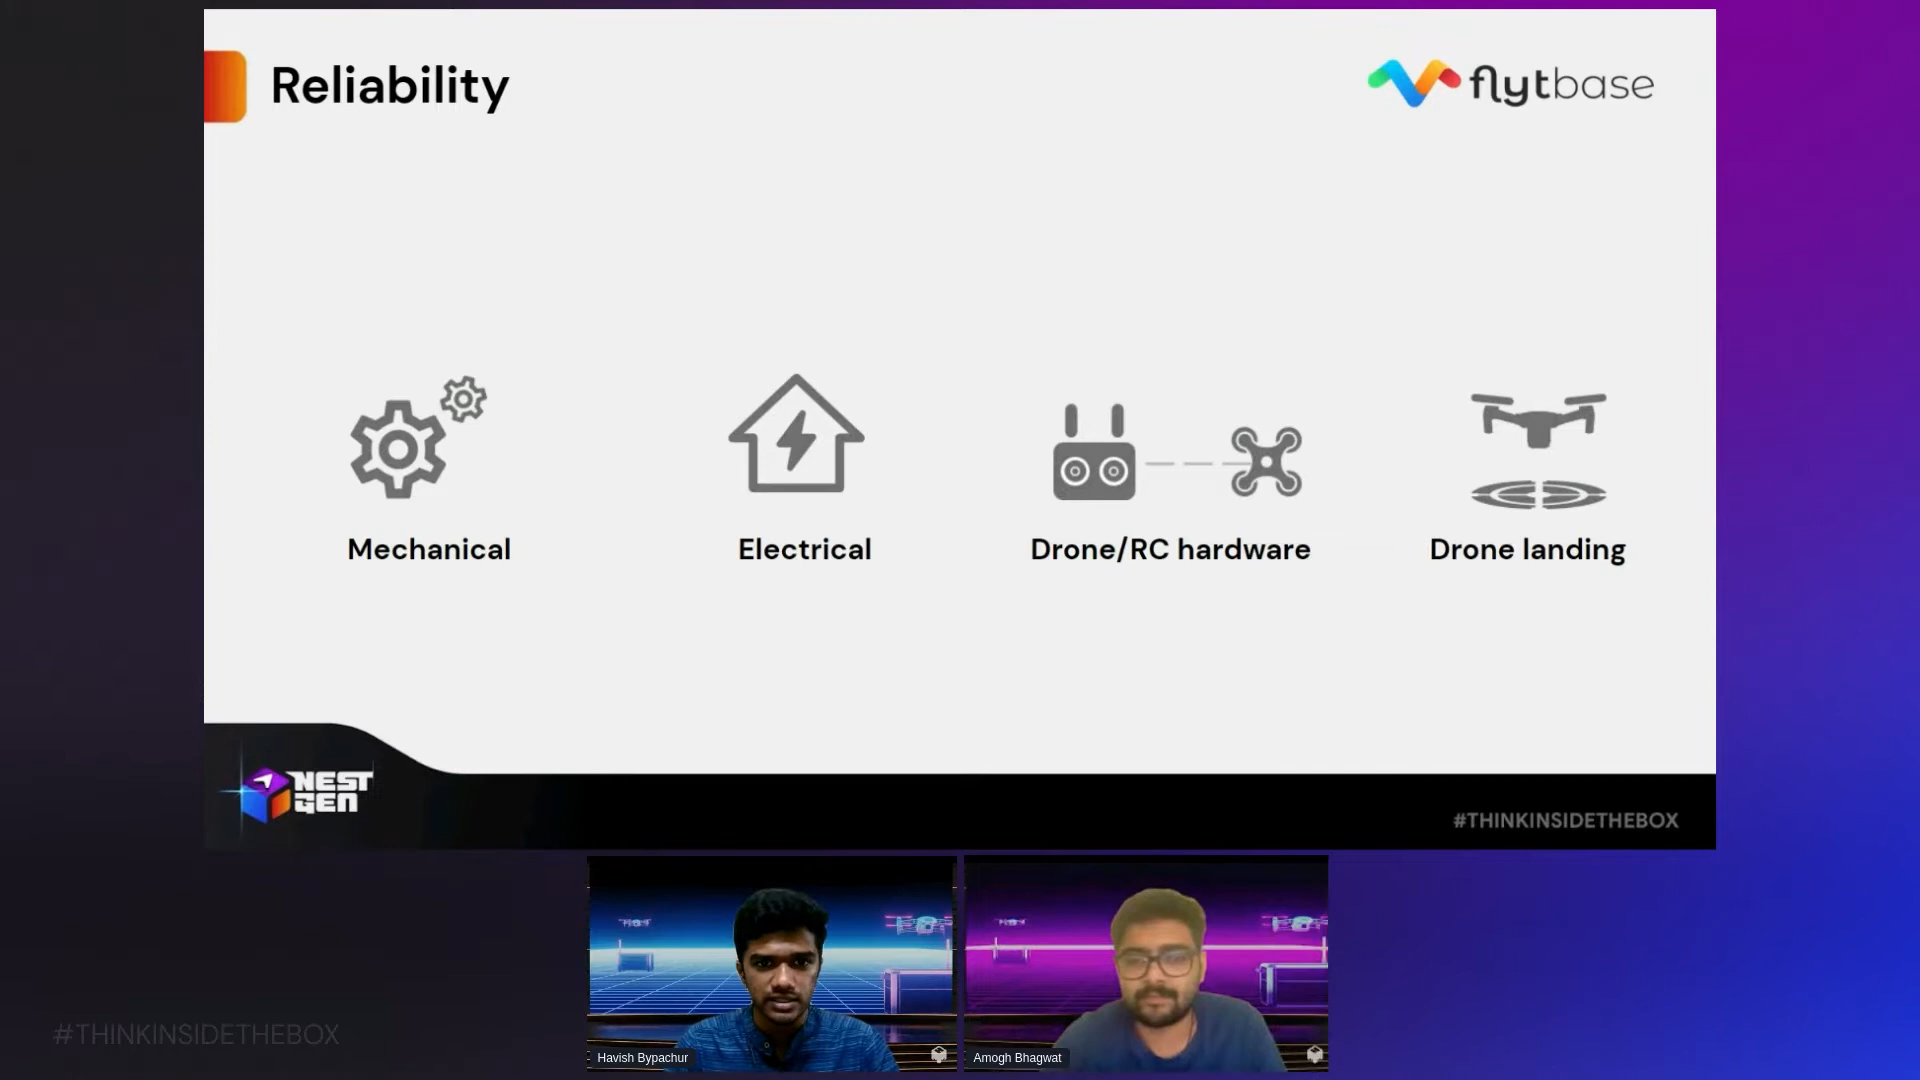 Reliability
flytbase
Mechanical
Electrical
Drone/RC hardware
Drone landing
NEST
GEN
#THINKINSIDETHEBOX
Havish Bypachur
Amogh Bhagwat
#THINKINSIDETHEBOX